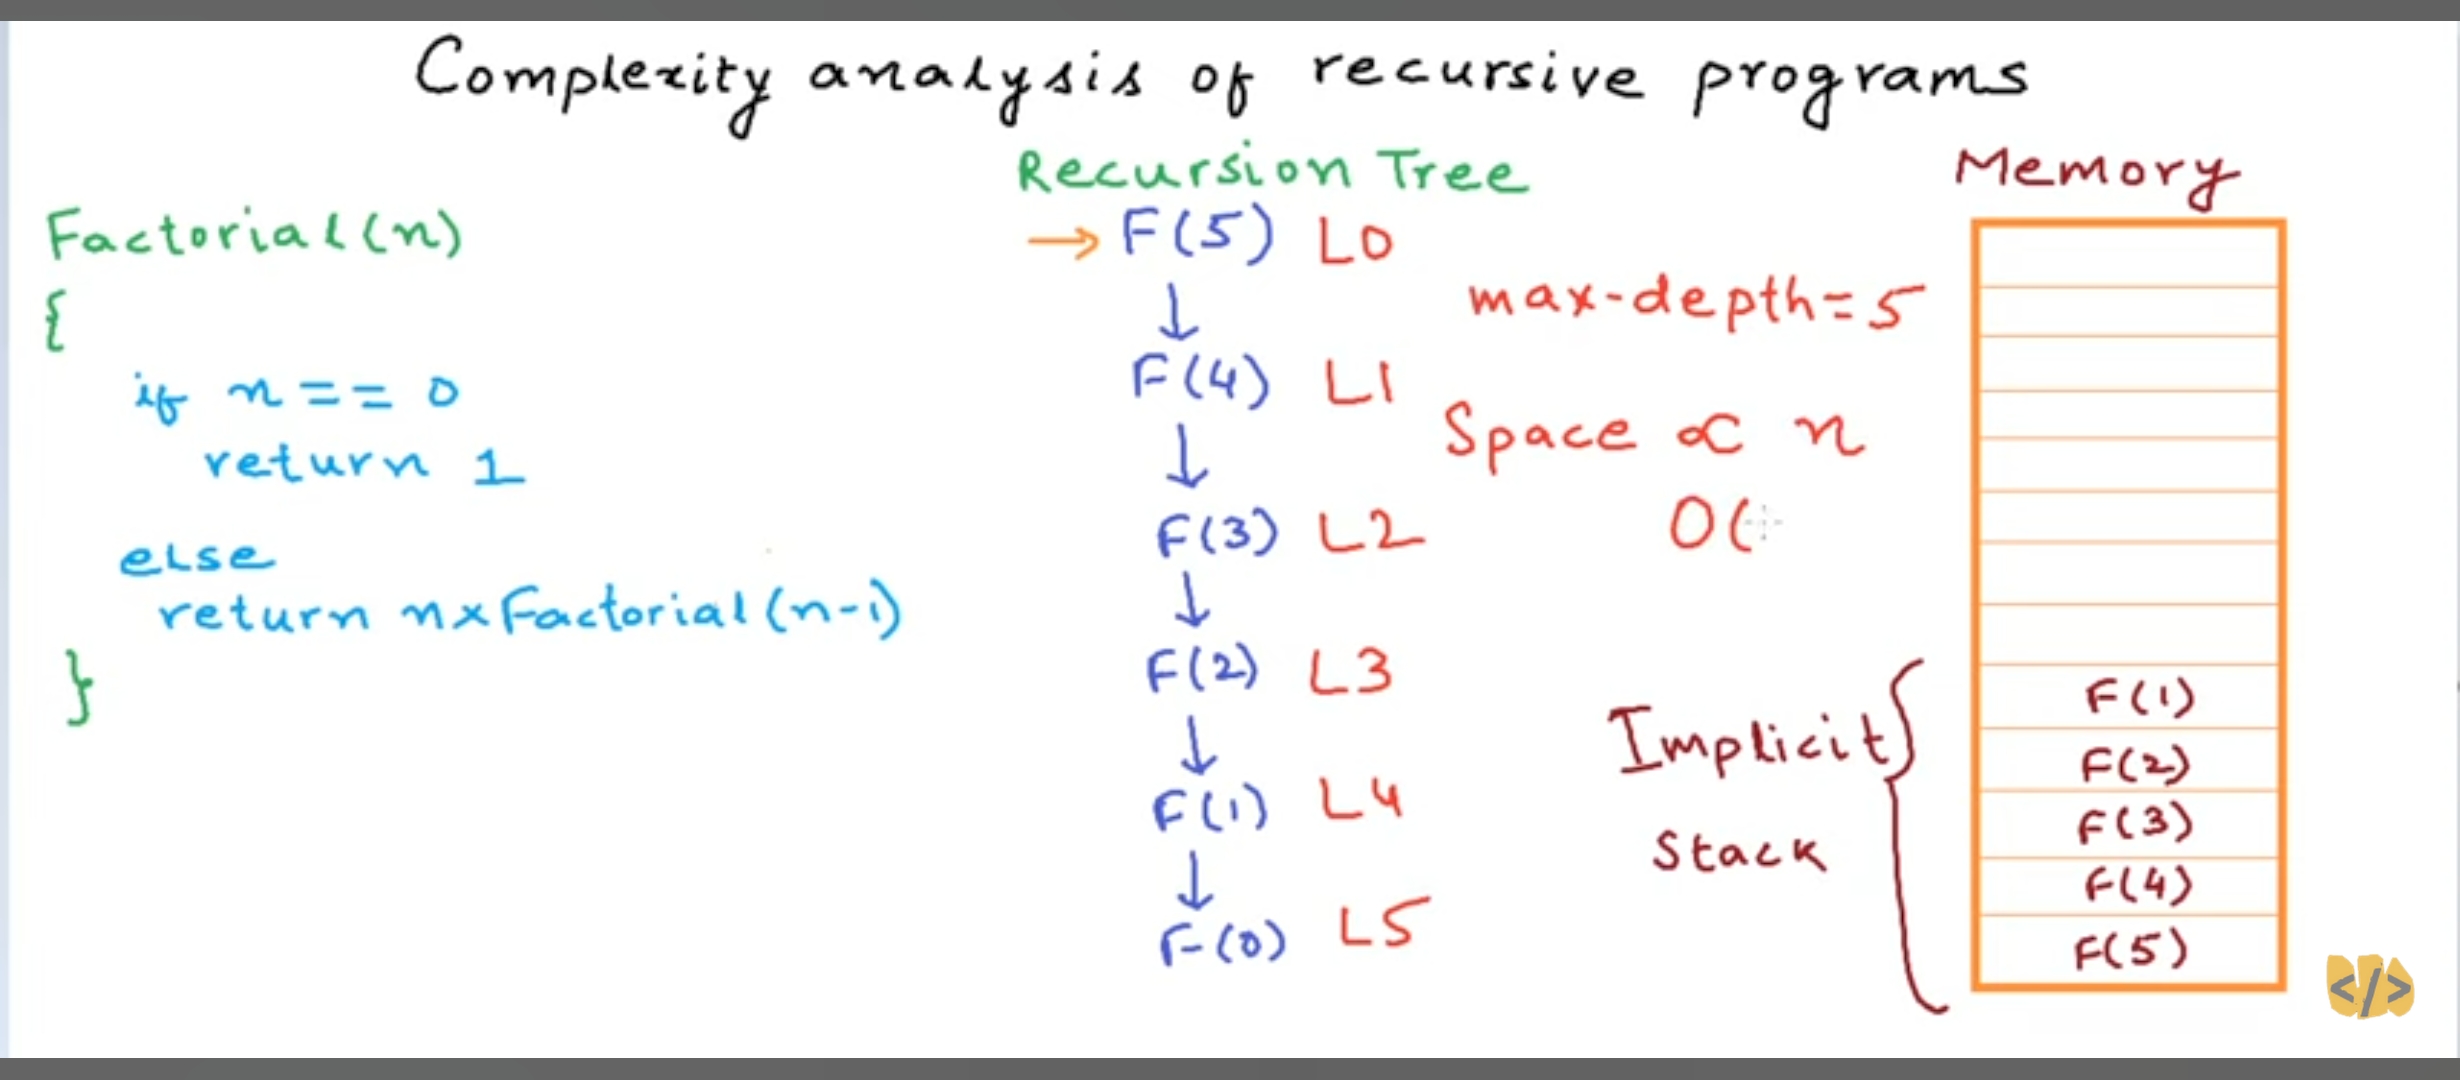 Complexity analysis of recursive programs
Factorial(n)
{
if n == 0
return 1
else
return n x Factorial(n-1)
}
Recursion Tree
→ F(5) L0
↓
F(4) L1
↓
F(3) L2
↓
F(2) L3
↓
F(1) L4
↓
F(0) L5
max-depth=5
Space ∝ n
O(
Memory
Implicit
Stack
F(1)
F(2)
F(3)
F(4)
F(5)
</>